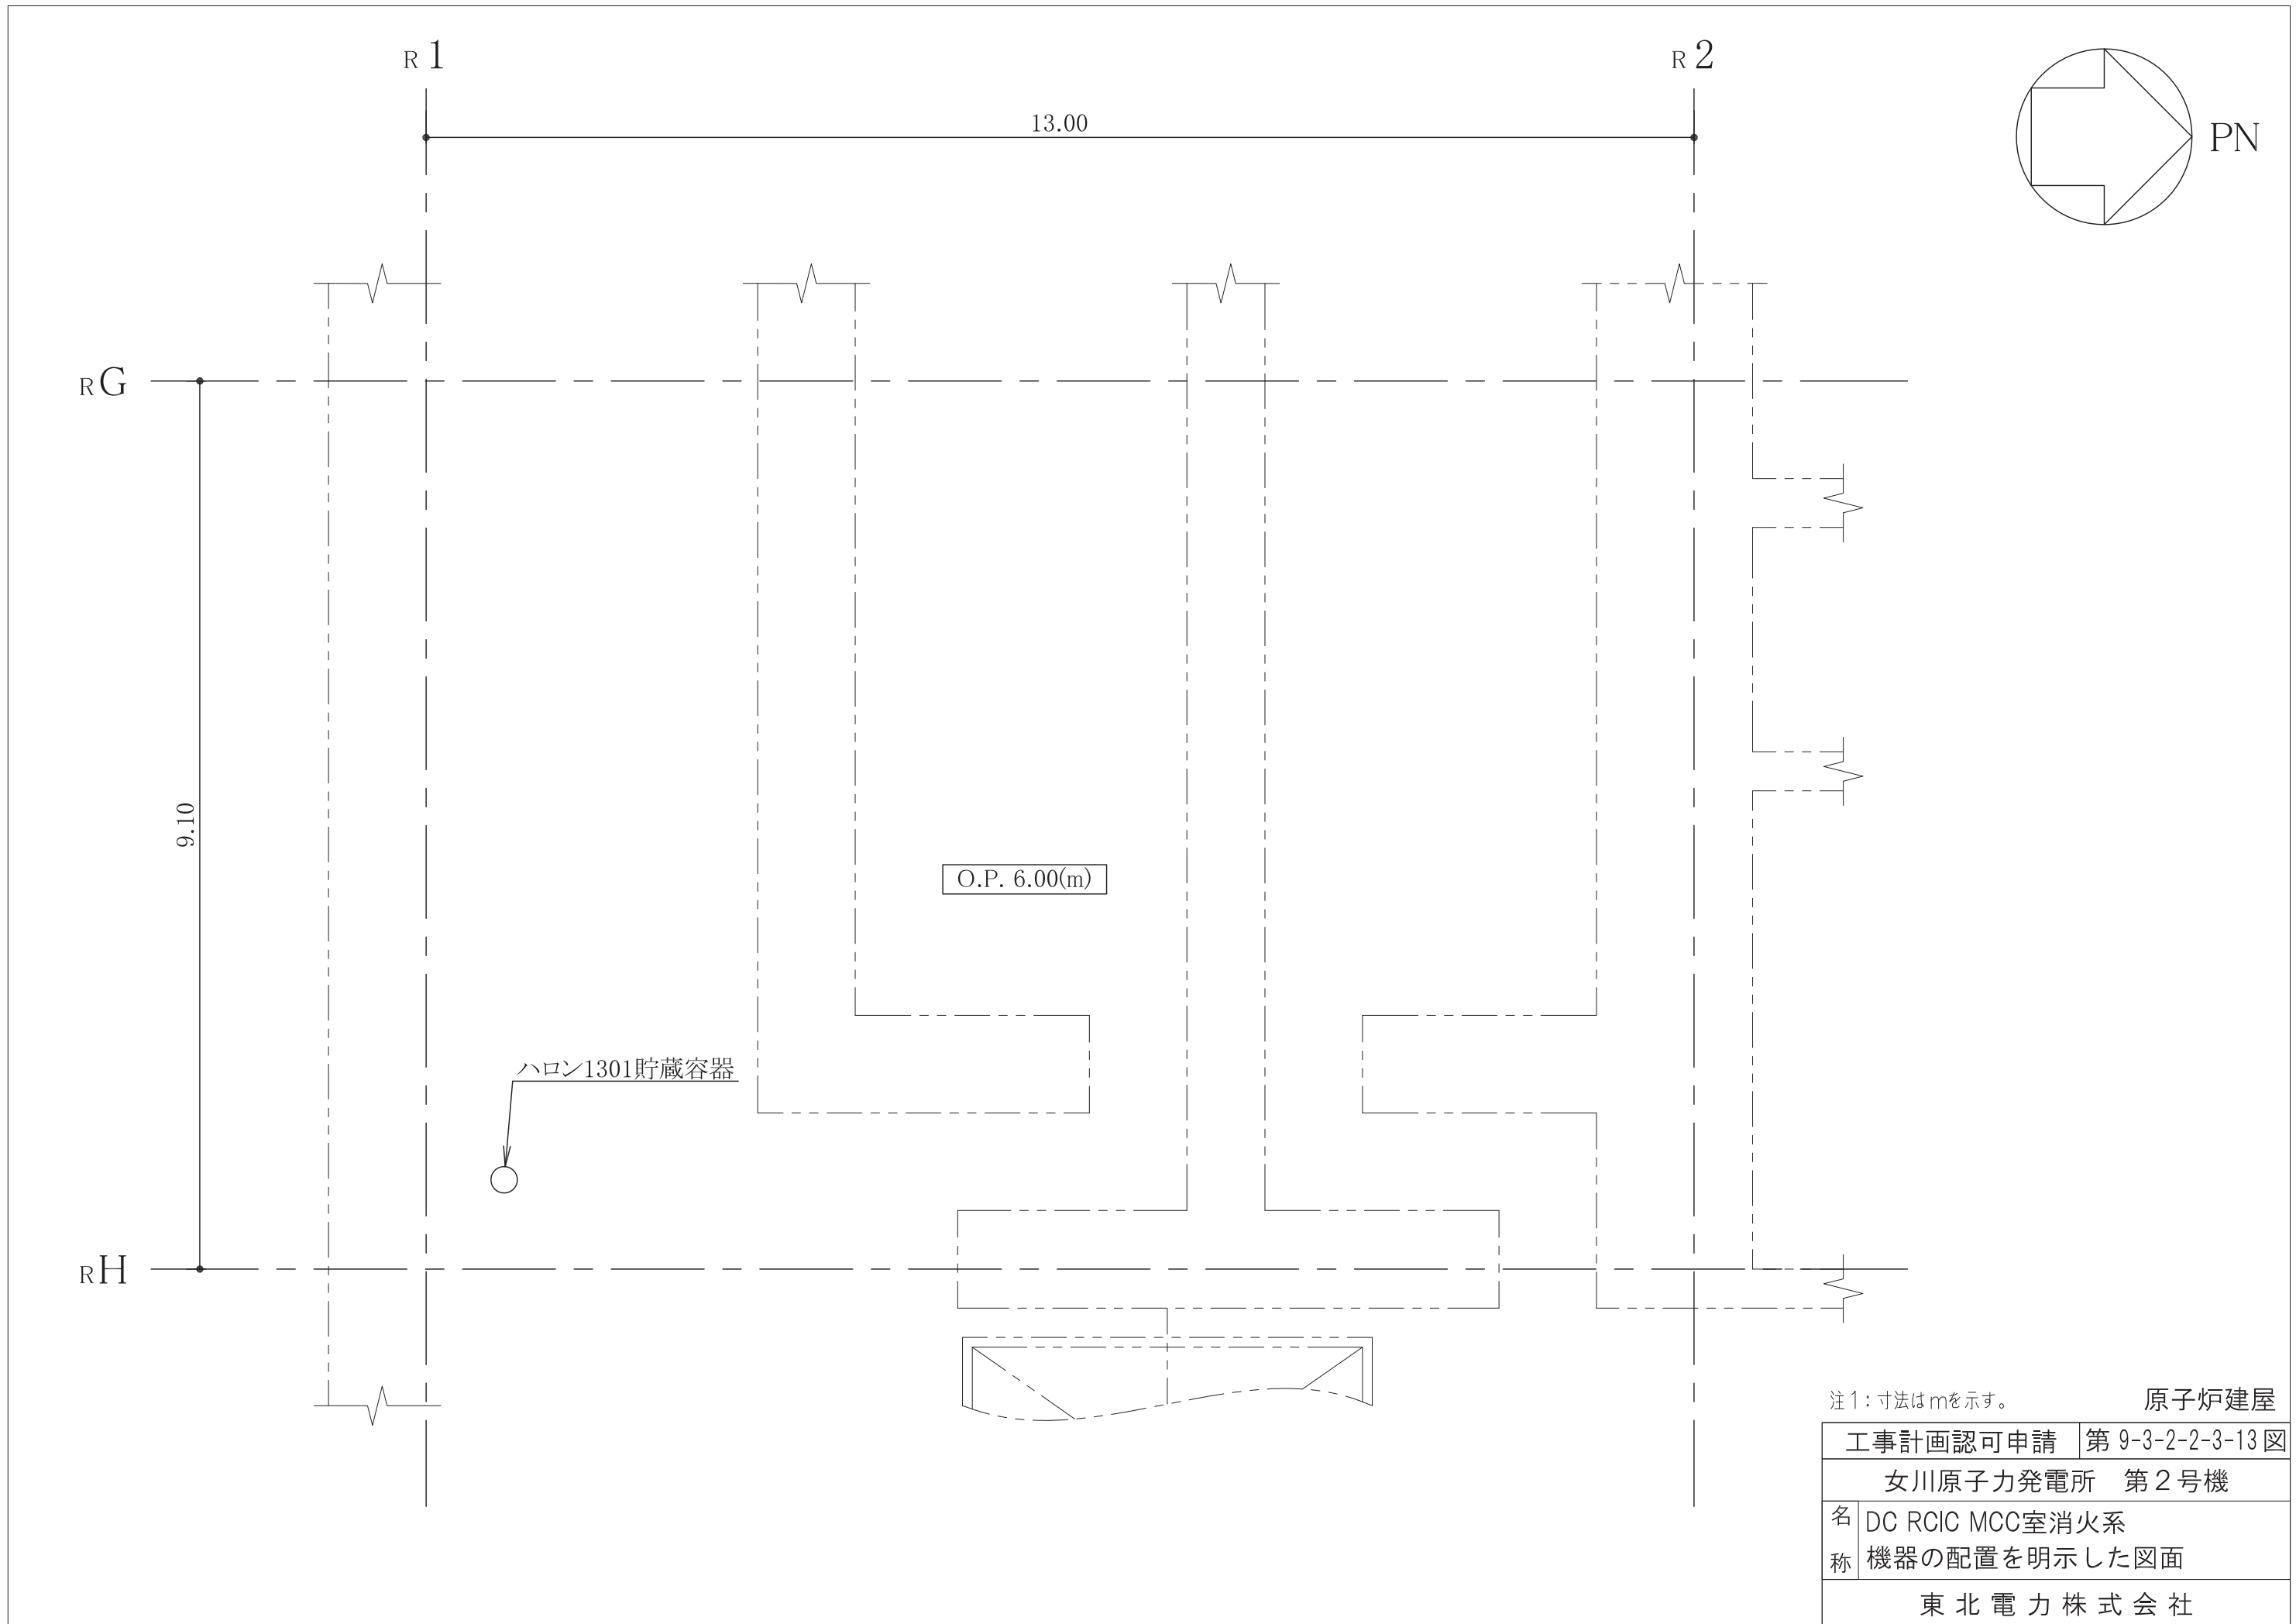 R1
R2
13.00
PN
RG
9.10
O.P. 6.00(m)
ハロン1301貯蔵容器
RH
注1:寸法はmを示す。
原子炉建屋
工事計画認可申請 第 9-3-2-2-3-13 図
女川原子力発電所 第2号機
名称
DC RCIC MCC室消火系
機器の配置を明示した図面
東北電力株式会社